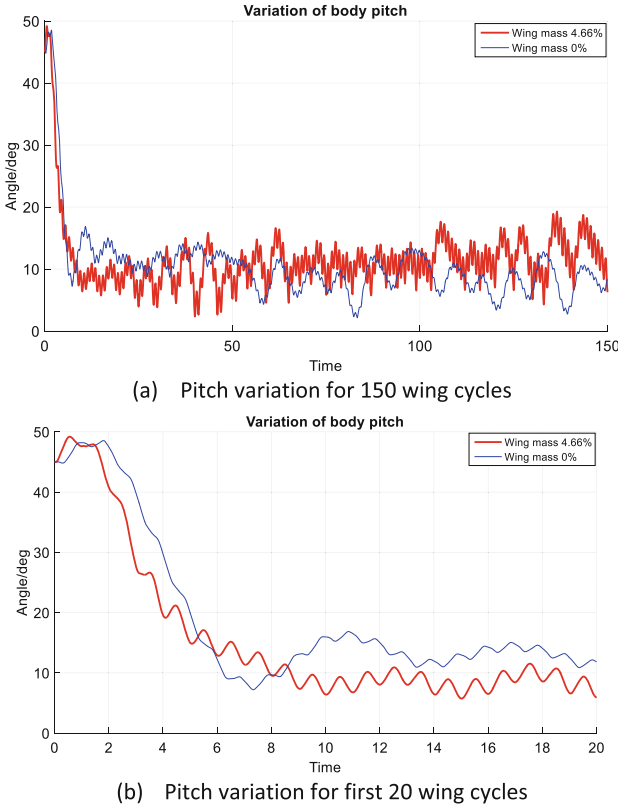 Variation of body pitch
50
40
30
20
10
0
Angle/deg
Wing mass 4.66%
Wing mass 0%
0
50
100
150
Time
(a) Pitch variation for 150 wing cycles
Variation of body pitch
50
40
30
20
10
0
Angle/deg
Wing mass 4.66%
Wing mass 0%
0 2 4 6 8 10 12 14 16 18 20
Time
(b) Pitch variation for first 20 wing cycles